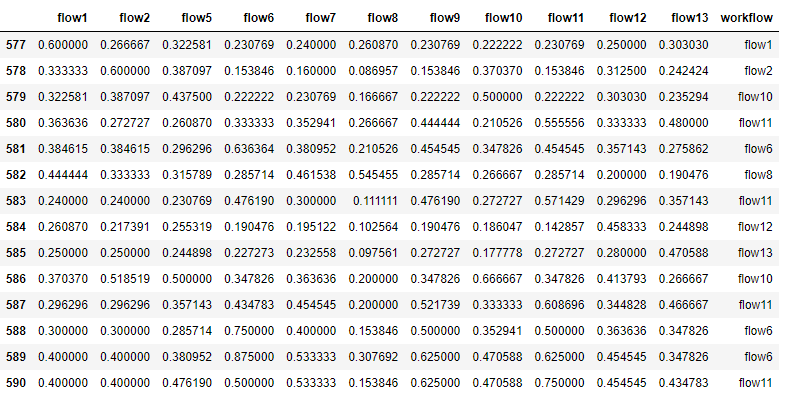 flow1 flow2 flow5 flow6 flow7 flow8 flow9 flow10 flow11 flow12 flow13 workflow
577 0.600000 0.266667 0.322581 0.230769 0.240000 0.260870 0.230769 0.222222 0.230769 0.250000 0.303030 flow1
578 0.333333 0.600000 0.387097 0.153846 0.160000 0.086957 0.153846 0.370370 0.153846 0.312500 0.242424 flow2
579 0.322581 0.387097 0.437500 0.222222 0.230769 0.166667 0.222222 0.500000 0.222222 0.303030 0.235294 flow10
580 0.363636 0.272727 0.260870 0.333333 0.352941 0.266667 0.444444 0.210526 0.555556 0.333333 0.480000 flow11
581 0.384615 0.384615 0.296296 0.636364 0.380952 0.210526 0.454545 0.347826 0.454545 0.357143 0.275862 flow6
582 0.444444 0.333333 0.315789 0.285714 0.461538 0.545455 0.285714 0.266667 0.285714 0.200000 0.190476 flow8
583 0.240000 0.240000 0.230769 0.476190 0.300000 0.111111 0.476190 0.272727 0.571429 0.296296 0.357143 flow11
584 0.260870 0.217391 0.255319 0.190476 0.195122 0.102564 0.190476 0.186047 0.142857 0.458333 0.244898 flow12
585 0.250000 0.250000 0.244898 0.227273 0.232558 0.097561 0.272727 0.177778 0.272727 0.280000 0.470588 flow13
586 0.370370 0.518519 0.500000 0.347826 0.363636 0.200000 0.347826 0.666667 0.347826 0.413793 0.266667 flow10
587 0.296296 0.296296 0.357143 0.434783 0.454545 0.200000 0.521739 0.333333 0.608696 0.344828 0.466667 flow11
588 0.300000 0.300000 0.285714 0.750000 0.400000 0.153846 0.500000 0.352941 0.500000 0.363636 0.347826 flow6
589 0.400000 0.400000 0.380952 0.875000 0.533333 0.307692 0.625000 0.470588 0.625000 0.454545 0.347826 flow6
590 0.400000 0.400000 0.476190 0.500000 0.533333 0.153846 0.625000 0.470588 0.750000 0.454545 0.434783 flow11